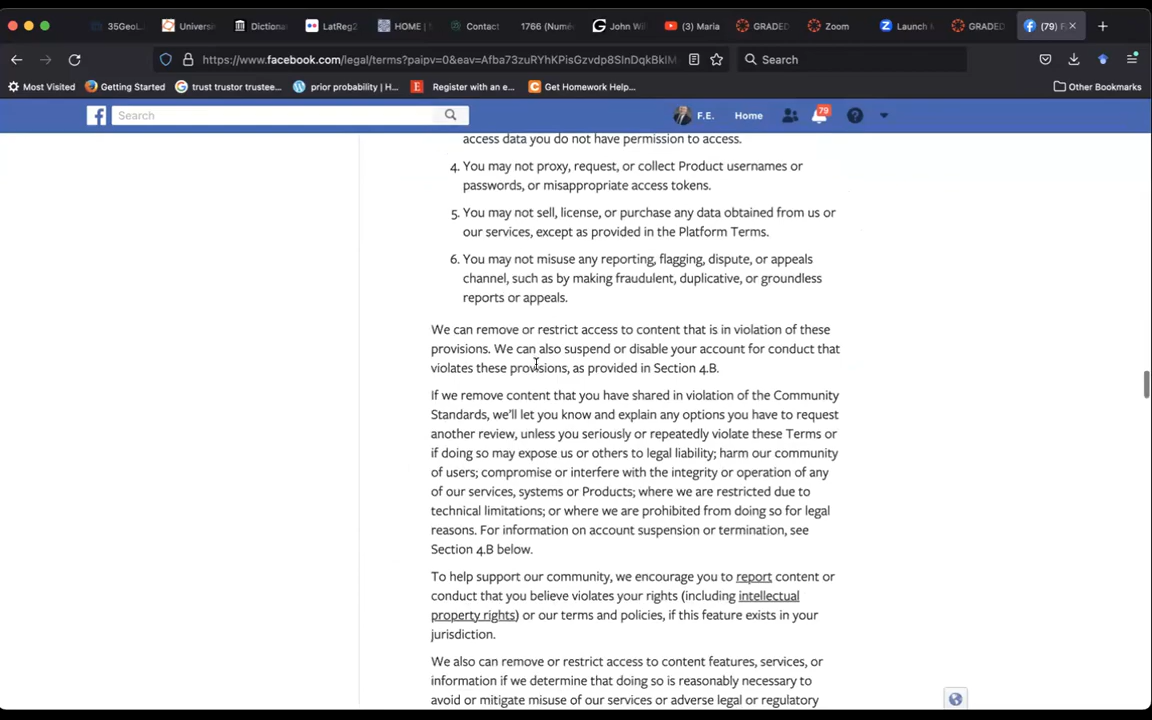 35GeoL
Univers
Dictiona
LatReg2
HOME |
Contact
1766 (Numé
John Wil
(3) Maria
GRADED
Zoom
Launch
GRADED
(79) F
https://www.facebook.com/legal/terms?paipv=0&eav=Afba73zuRYhKPisGzvdp8SlnDqkBkIM
Search
Most Visited
Getting Started
trust trustor trustee...
prior probability | H...
Register with an e...
Get Homework Help...
Other Bookmarks
Search
F.E.
Home
79
access data you do not have permission to access.
4. You may not proxy, request, or collect Product usernames or
passwords, or misappropriate access tokens.
5. You may not sell, license, or purchase any data obtained from us or
our services, except as provided in the Platform Terms.
6. You may not misuse any reporting, flagging, dispute, or appeals
channel, such as by making fraudulent, duplicative, or groundless
reports or appeals.
We can remove or restrict access to content that is in violation of these
provisions. We can also suspend or disable your account for conduct that
violates these provisions, as provided in Section 4.B.
If we remove content that you have shared in violation of the Community
Standards, we'll let you know and explain any options you have to request
another review, unless you seriously or repeatedly violate these Terms or
if doing so may expose us or others to legal liability; harm our community
of users; compromise or interfere with the integrity or operation of any
of our services, systems or Products; where we are restricted due to
technical limitations; or where we are prohibited from doing so for legal
reasons. For information on account suspension or termination, see
Section 4.B below.
To help support our community, we encourage you to report content or
conduct that you believe violates your rights (including intellectual
property rights) or our terms and policies, if this feature exists in your
jurisdiction.
We also can remove or restrict access to content features, services, or
information if we determine that doing so is reasonably necessary to
avoid or mitigate misuse of our services or adverse legal or regulatory